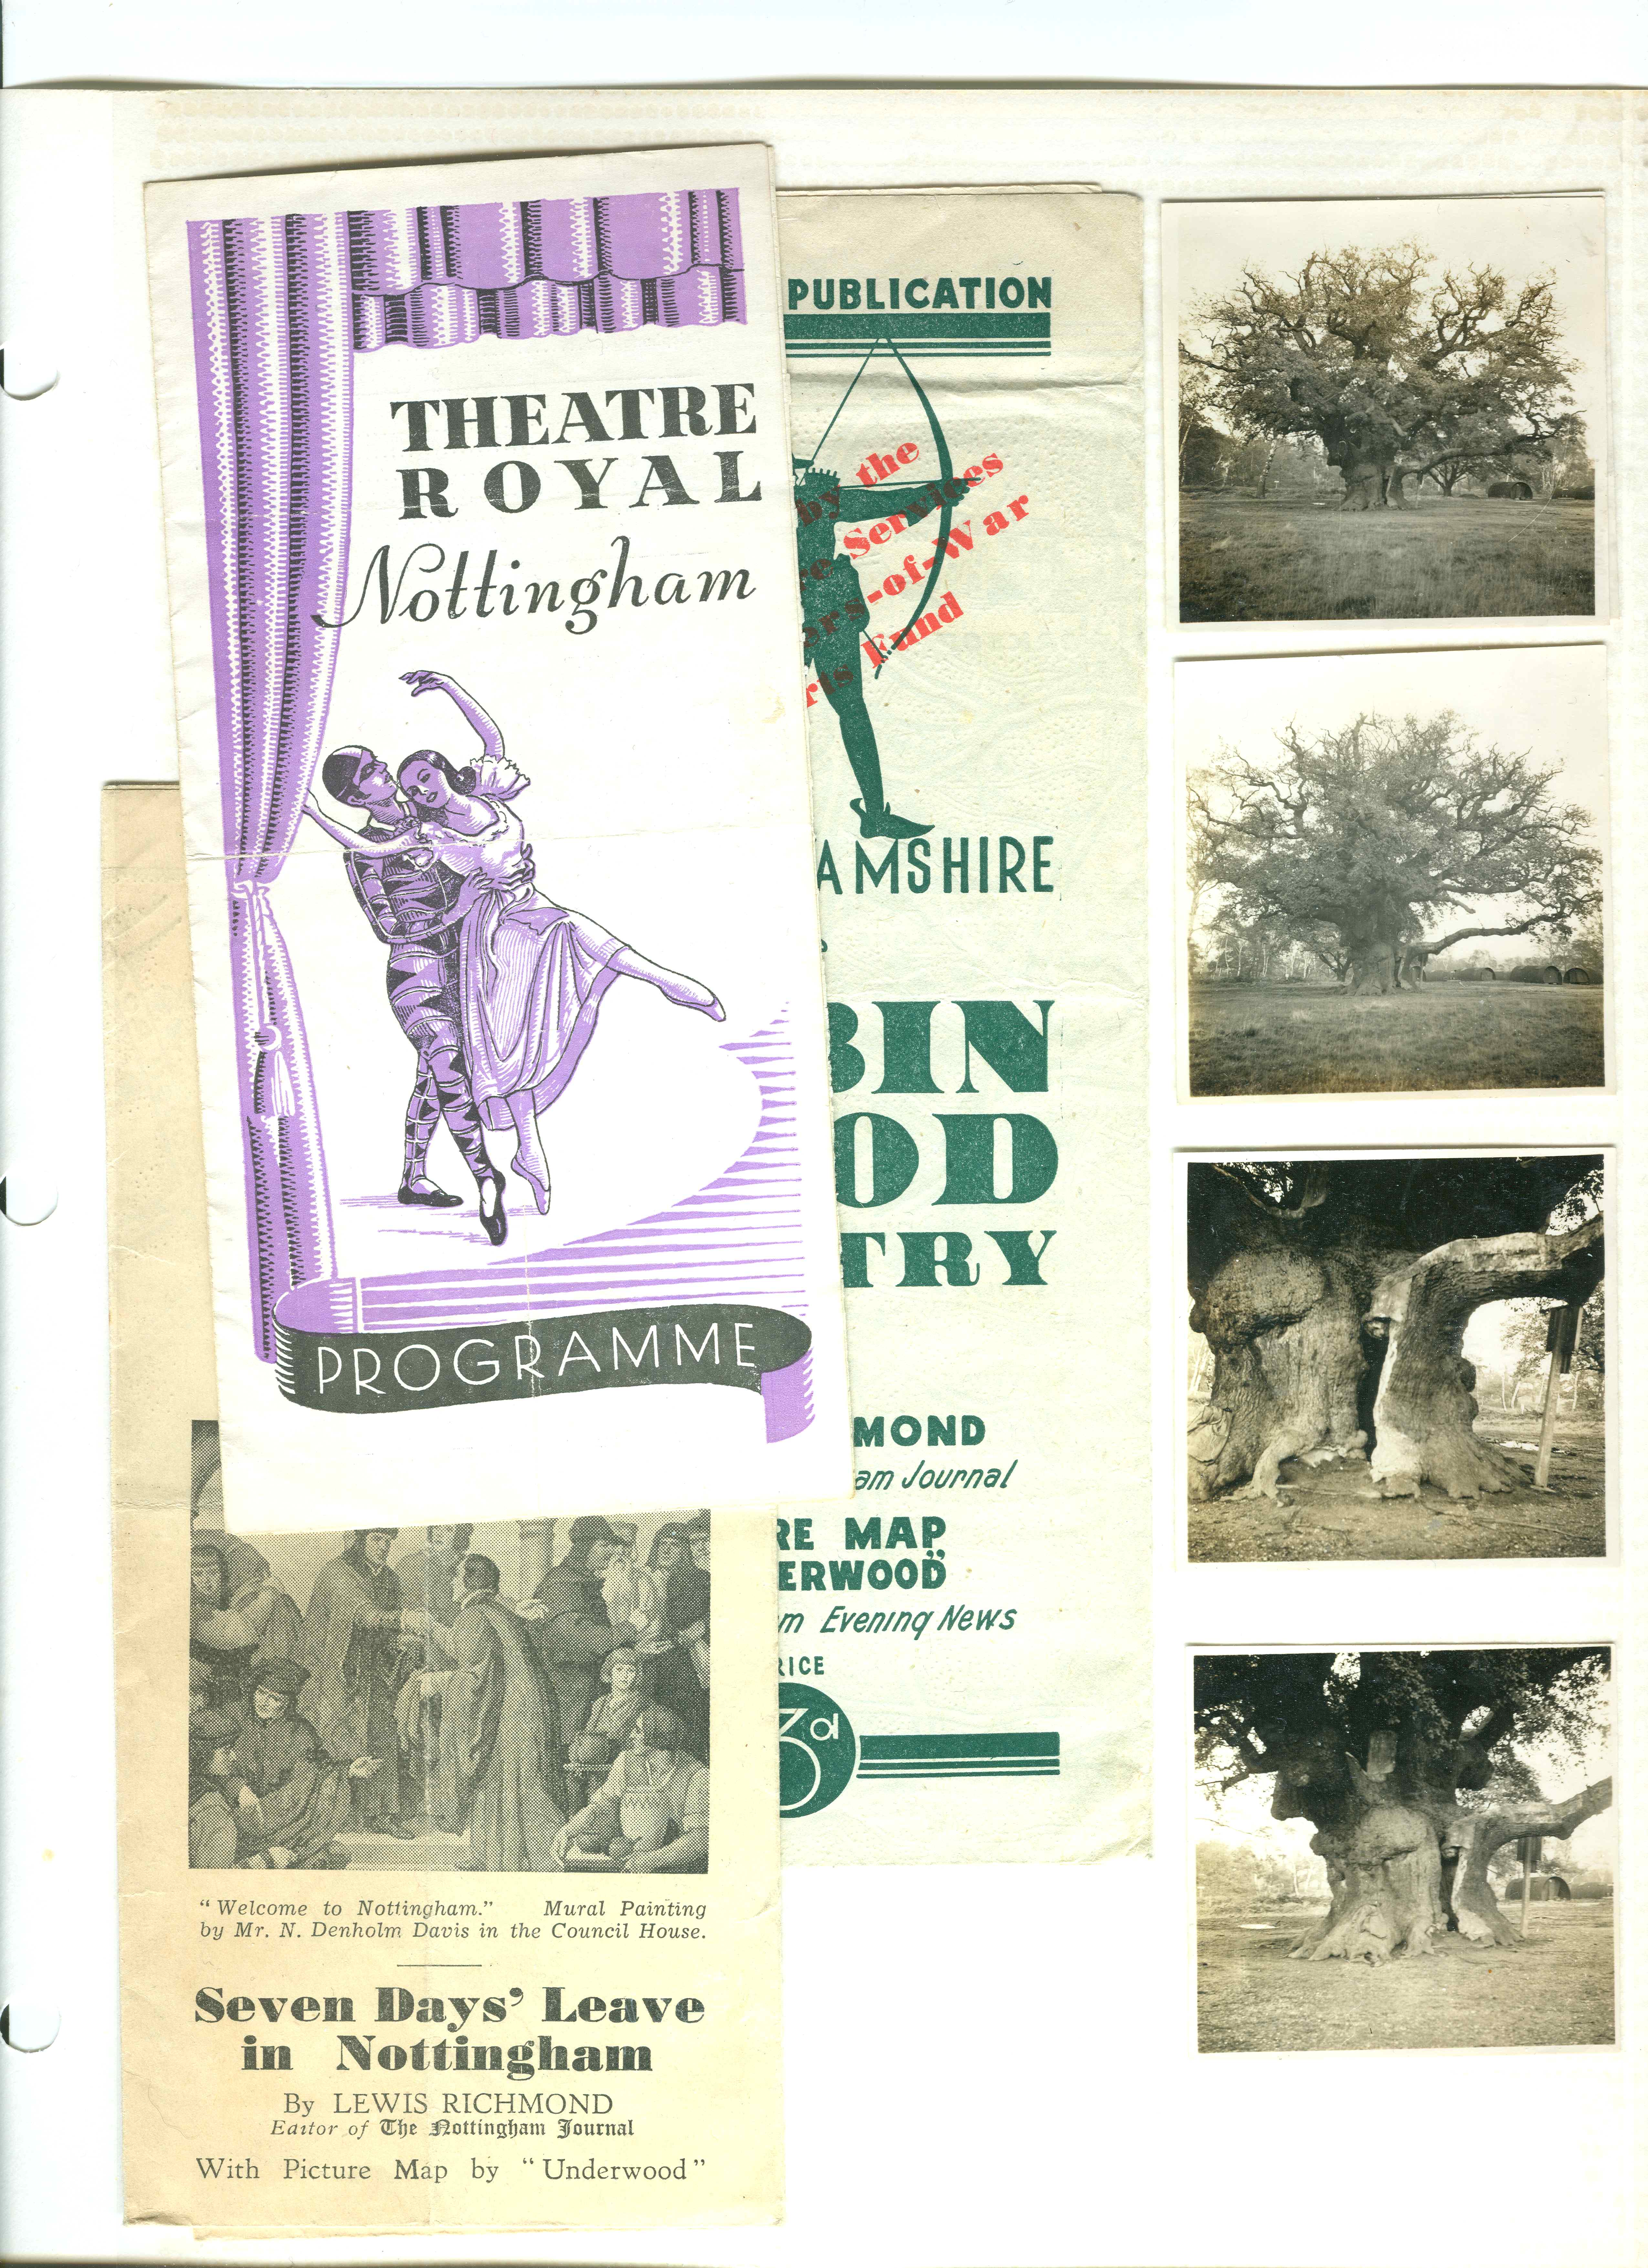 THEATRE
ROYAL
Nottingham
PROGRAMME
PUBLICATION
by the
Services
-of-War
Fund
AMSHIRE
BIN
OD
TRY
MOND
am Journal
RE MAP
ERWOOD"
m Evening News
RICE
3d
"Welcome to Nottingham." Mural Painting
by Mr. N. Denholm Davis in the Council House.
Seven Days' Leave
in Nottingham
By LEWIS RICHMOND
Editor of The Nottingham Journal
With Picture Map by "Underwood"